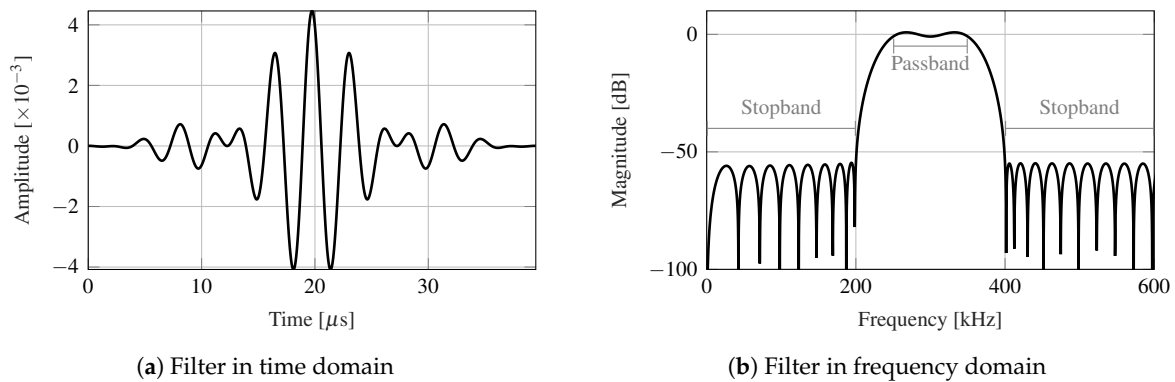 Amplitude [×10⁻³]
4
2
0
−2
−4
0
10
20
30
Time [μs]
(a) Filter in time domain
Magnitude [dB]
0
−50
−100
Stopband
Passband
Stopband
0
200
400
600
Frequency [kHz]
(b) Filter in frequency domain